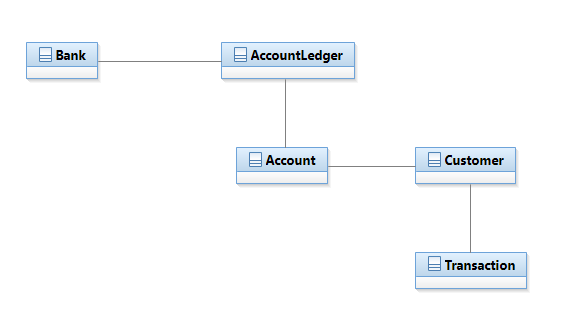 Bank
AccountLedger
Account
Customer
Transaction